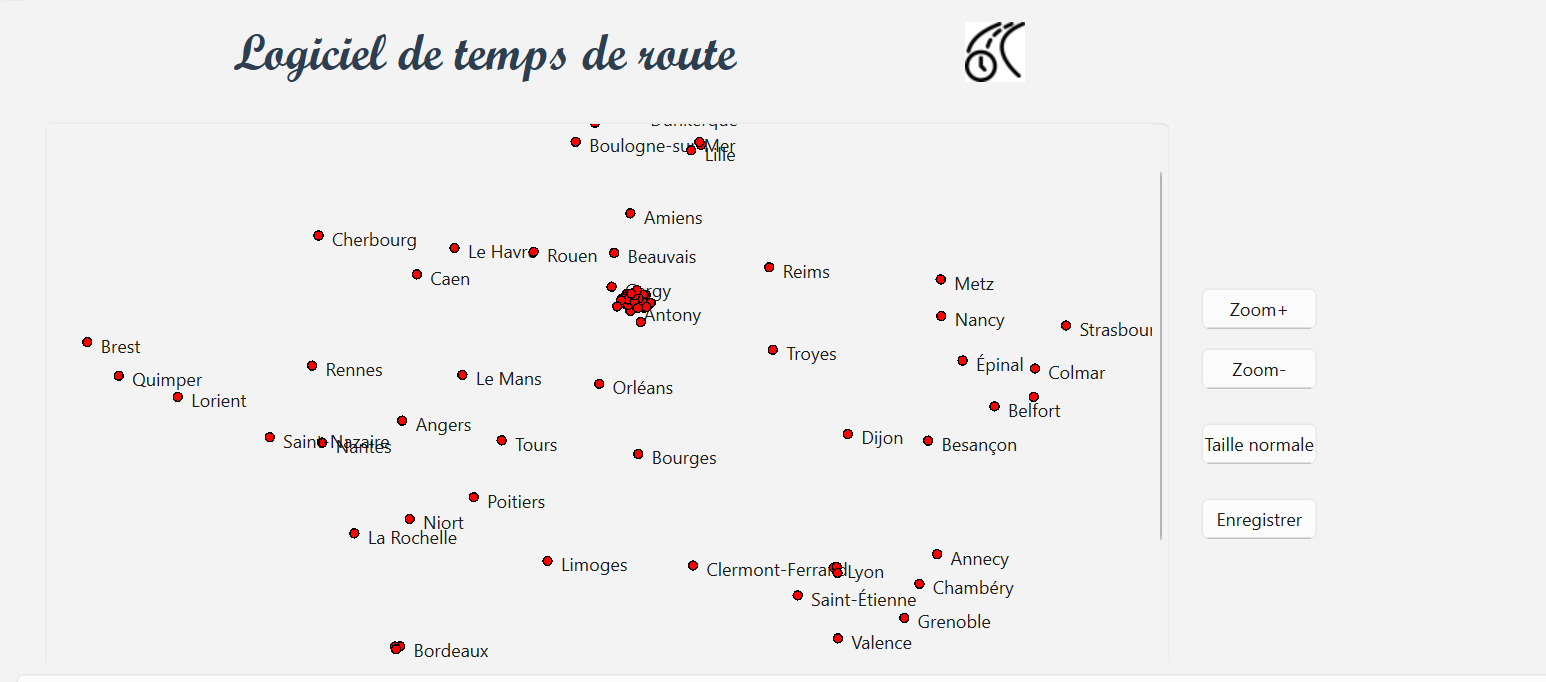 Logiciel de temps de route
Dunkerque
Boulogne-sur-Mer
Lille
Amiens
Cherbourg
Le Havre
Rouen
Beauvais
Reims
Caen
Metz
Cergy
Antony
Nancy
Strasbour
Zoom+
Brest
Troyes
Épinal
Rennes
Colmar
Zoom-
Quimper
Le Mans
Orléans
Lorient
Belfort
Angers
Saint-Nazaire
Nantes
Tours
Dijon
Besançon
Taille normale
Bourges
Poitiers
Niort
La Rochelle
Enregistrer
Limoges
Clermont-Ferrand
Lyon
Annecy
Chambéry
Saint-Étienne
Grenoble
Valence
Bordeaux